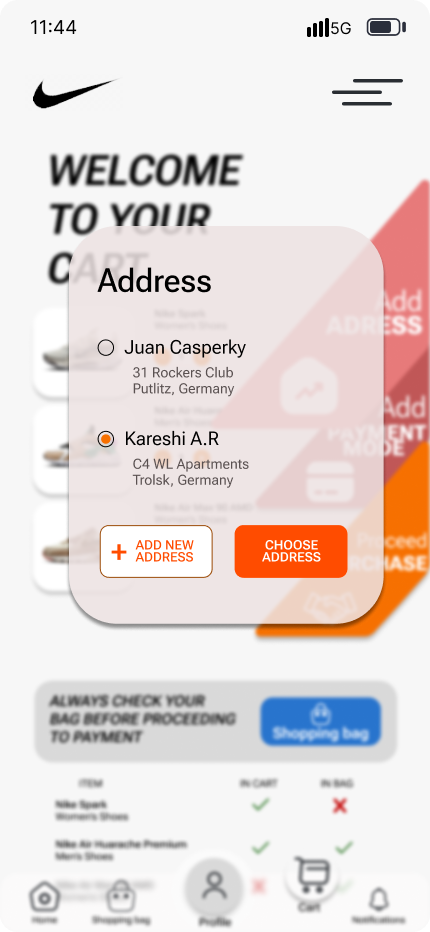 11:44
5G
WELCOME
TO YOUR
CART
Address
Juan Casperky
31 Rockers Club
Putlitz, Germany
Kareshi A.R
C4 WL Apartments
Trolsk, Germany
+ ADD NEW
ADDRESS
CHOOSE
ADDRESS
Add
ADRESS
Add
PAYMENT
MODE
Proceed
ALWAYS CHECK YOUR
BAG BEFORE PROCEEDING
TO PAYMENT
Shopping bag
ITEM
IN CART
IN BAG
Nike Spark
Women's Shoes
Nike Air Huarache Premium
Men's Shoes
Home
Shopping bag
Profile
Cart
Notifications